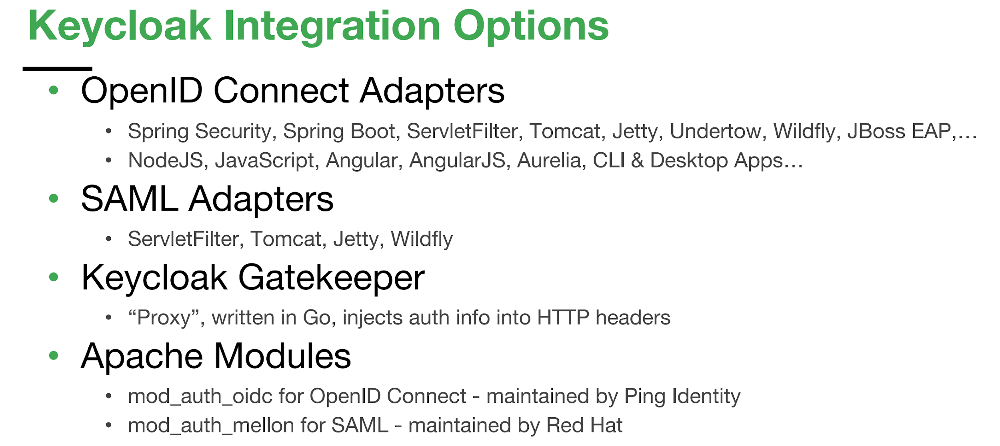 Keycloak Integration Options
• OpenID Connect Adapters
• Spring Security, Spring Boot, ServletFilter, Tomcat, Jetty, Undertow, Wildfly, JBoss EAP,…
• NodeJS, JavaScript, Angular, AngularJS, Aurelia, CLI & Desktop Apps…
• SAML Adapters
• ServletFilter, Tomcat, Jetty, Wildfly
• Keycloak Gatekeeper
• “Proxy”, written in Go, injects auth info into HTTP headers
• Apache Modules
• mod_auth_oidc for OpenID Connect - maintained by Ping Identity
• mod_auth_mellon for SAML - maintained by Red Hat